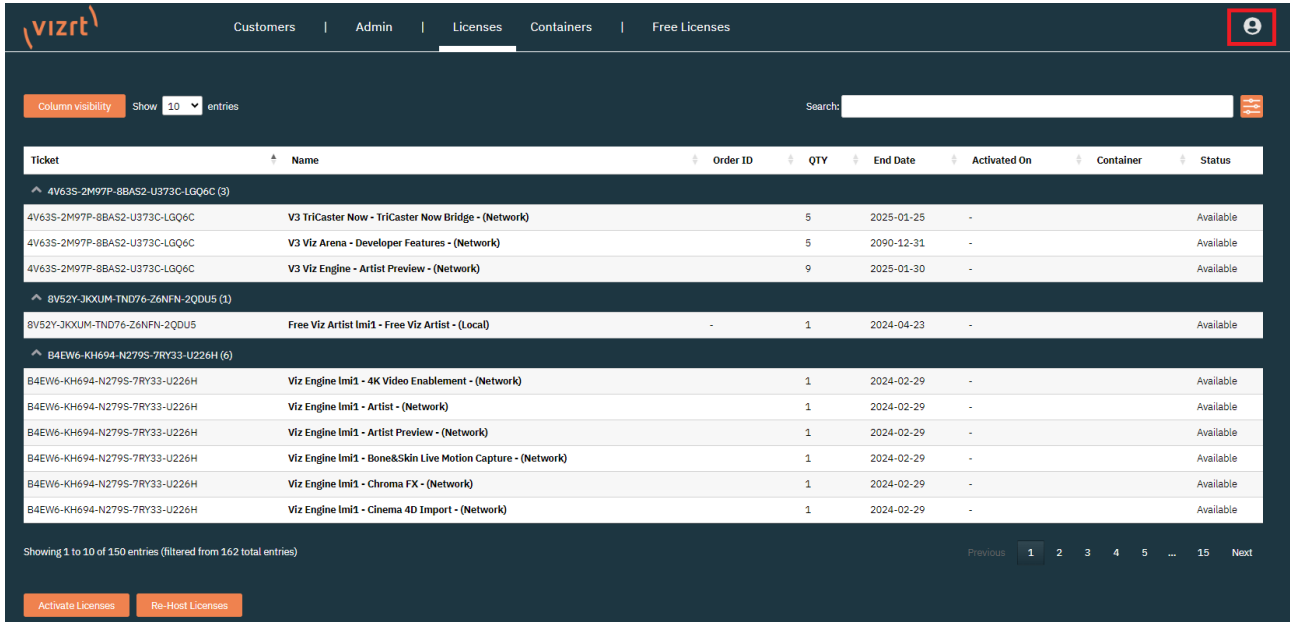 vizrt
Customers | Admin | Licenses Containers | Free Licenses
Column visibility Show 10 entries Search:
Ticket Name Order ID QTY End Date Activated On Container Status
4V63S-2M97P-8BAS2-U373C-LGQ6C (3)
4V63S-2M97P-8BAS2-U373C-LGQ6C V3 TriCaster Now - TriCaster Now Bridge - (Network) 5 2025-01-25 - Available
4V63S-2M97P-8BAS2-U373C-LGQ6C V3 Viz Arena - Developer Features - (Network) 5 2090-12-31 - Available
4V63S-2M97P-8BAS2-U373C-LGQ6C V3 Viz Engine - Artist Preview - (Network) 9 2025-01-30 - Available
8V52Y-JKXUM-TND76-Z6NFN-2QDU5 (1)
8V52Y-JKXUM-TND76-Z6NFN-2QDU5 Free Viz Artist lmi1 - Free Viz Artist - (Local) - 1 2024-04-23 - Available
B4EW6-KH694-N279S-7RY33-U226H (6)
B4EW6-KH694-N279S-7RY33-U226H Viz Engine lmi1 - 4K Video Enablement - (Network) 1 2024-02-29 - Available
B4EW6-KH694-N279S-7RY33-U226H Viz Engine lmi1 - Artist - (Network) 1 2024-02-29 - Available
B4EW6-KH694-N279S-7RY33-U226H Viz Engine lmi1 - Artist Preview - (Network) 1 2024-02-29 - Available
B4EW6-KH694-N279S-7RY33-U226H Viz Engine lmi1 - Bone&Skin Live Motion Capture - (Network) 1 2024-02-29 - Available
B4EW6-KH694-N279S-7RY33-U226H Viz Engine lmi1 - Chroma FX - (Network) 1 2024-02-29 - Available
B4EW6-KH694-N279S-7RY33-U226H Viz Engine lmi1 - Cinema 4D Import - (Network) 1 2024-02-29 - Available
Showing 1 to 10 of 150 entries (filtered from 162 total entries) Previous 1 2 3 4 5 ... 15 Next
Activate Licenses Re-Host Licenses